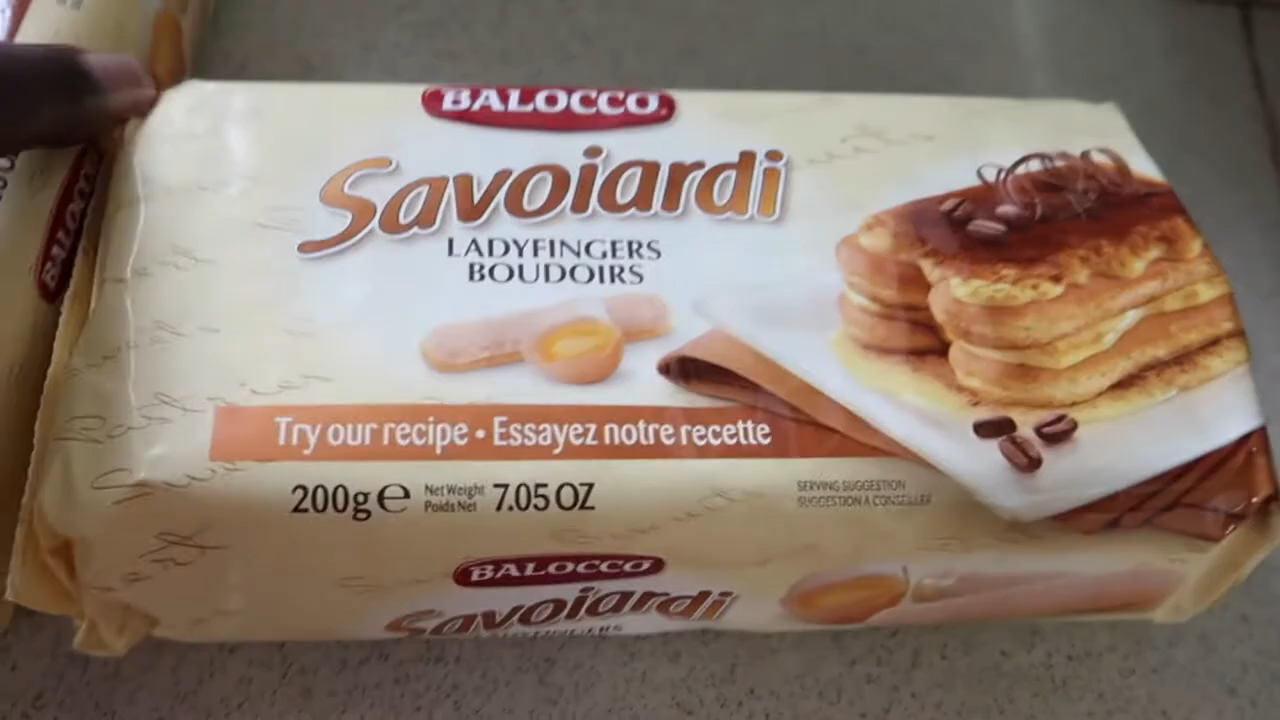 BALOCCO
Savoiardi
LADYFINGERS
BOUDOIRS
Try our recipe • Essayez notre recette
200g e Net Weight 7.05 OZ
Poids Net
SERVING SUGGESTION
SUGGESTION À CONSEILLER
BALOCCO
Savoiardi
BALOCC